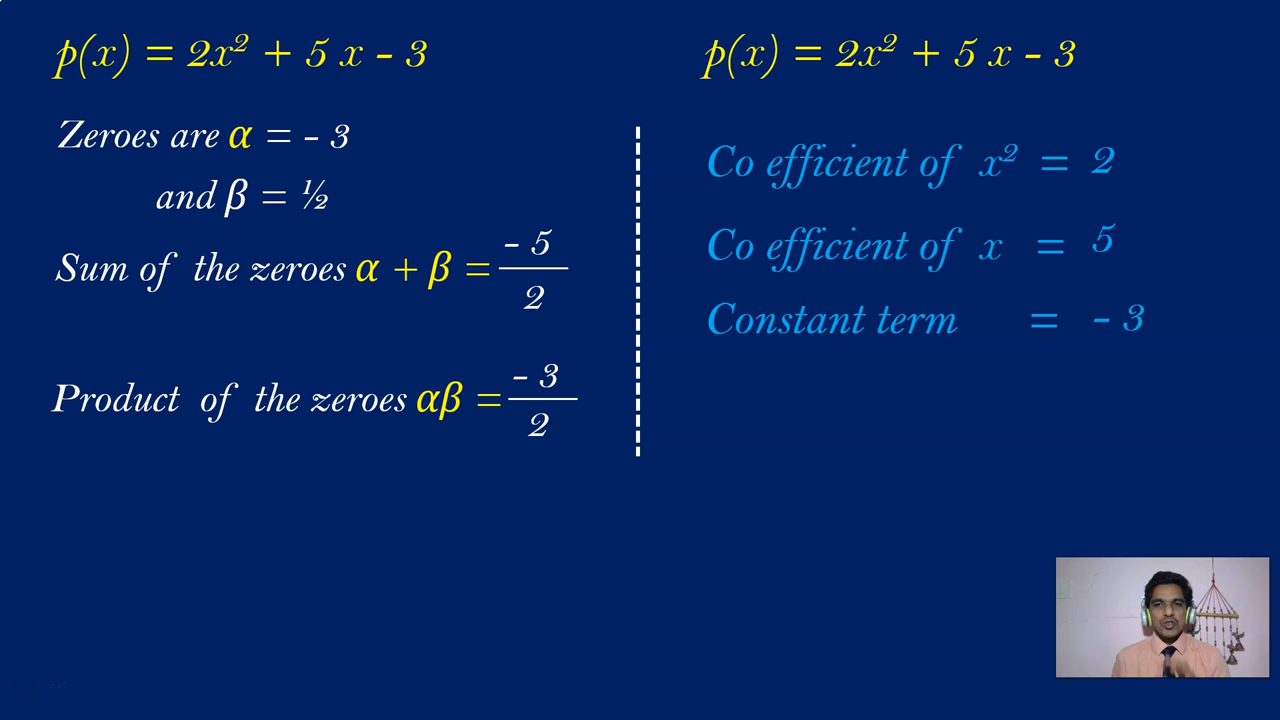 p(x) = 2x² + 5 x - 3
Zeroes are α = - 3
and β = ½
Sum of the zeroes α + β = - 5 / 2
Product of the zeroes αβ = - 3 / 2
p(x) = 2x² + 5 x - 3
Co efficient of x² = 2
Co efficient of x = 5
Constant term = - 3